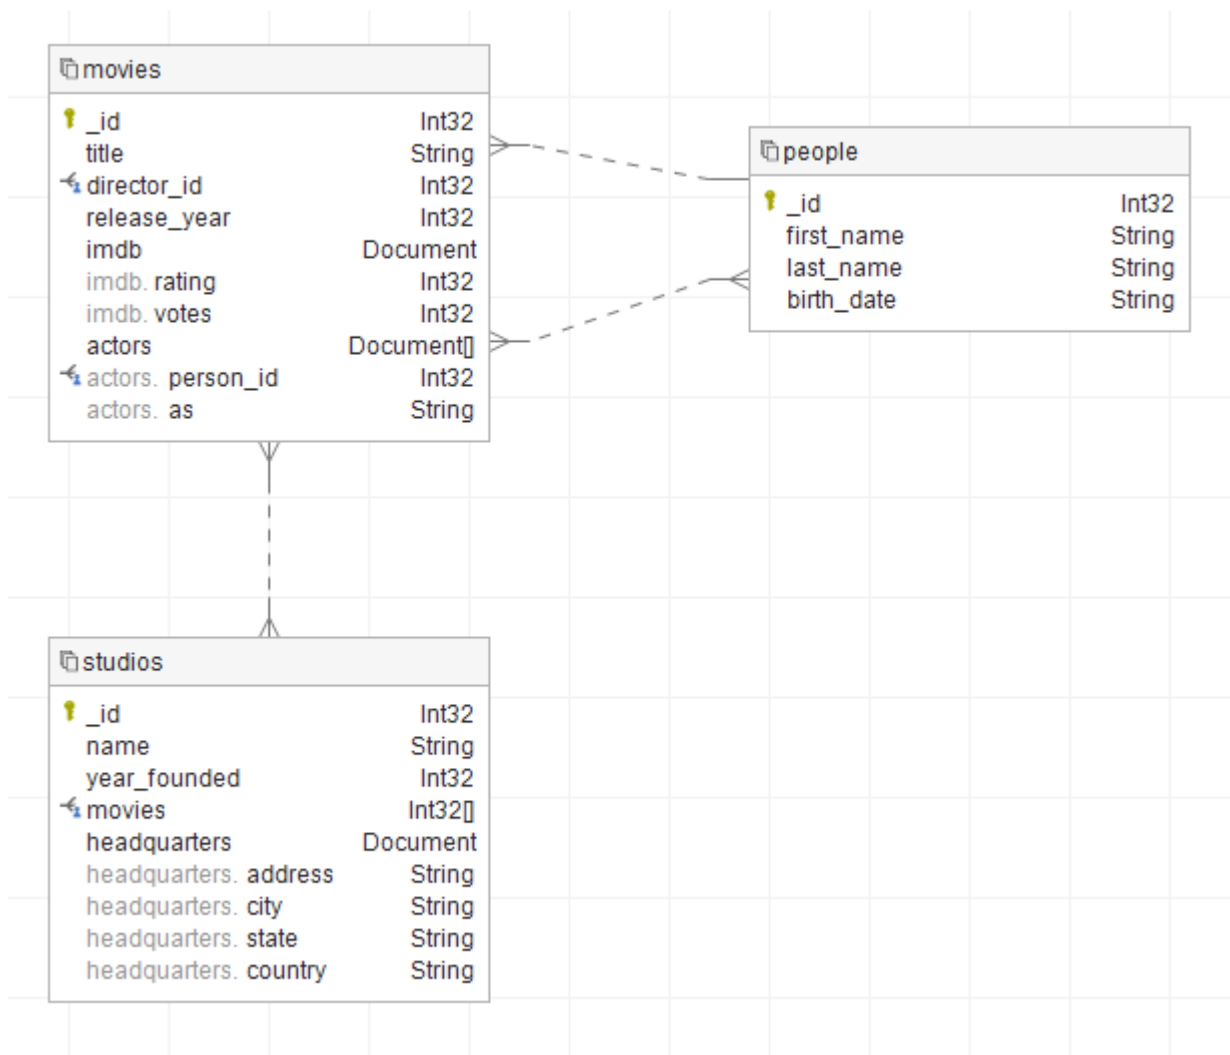 movies
_id Int32
title String
director_id Int32
release_year Int32
imdb Document
imdb. rating Int32
imdb. votes Int32
actors Document[]
actors. person_id Int32
actors. as String
people
_id Int32
first_name String
last_name String
birth_date String
studios
_id Int32
name String
year_founded Int32
movies Int32[]
headquarters Document
headquarters. address String
headquarters. city String
headquarters. state String
headquarters. country String